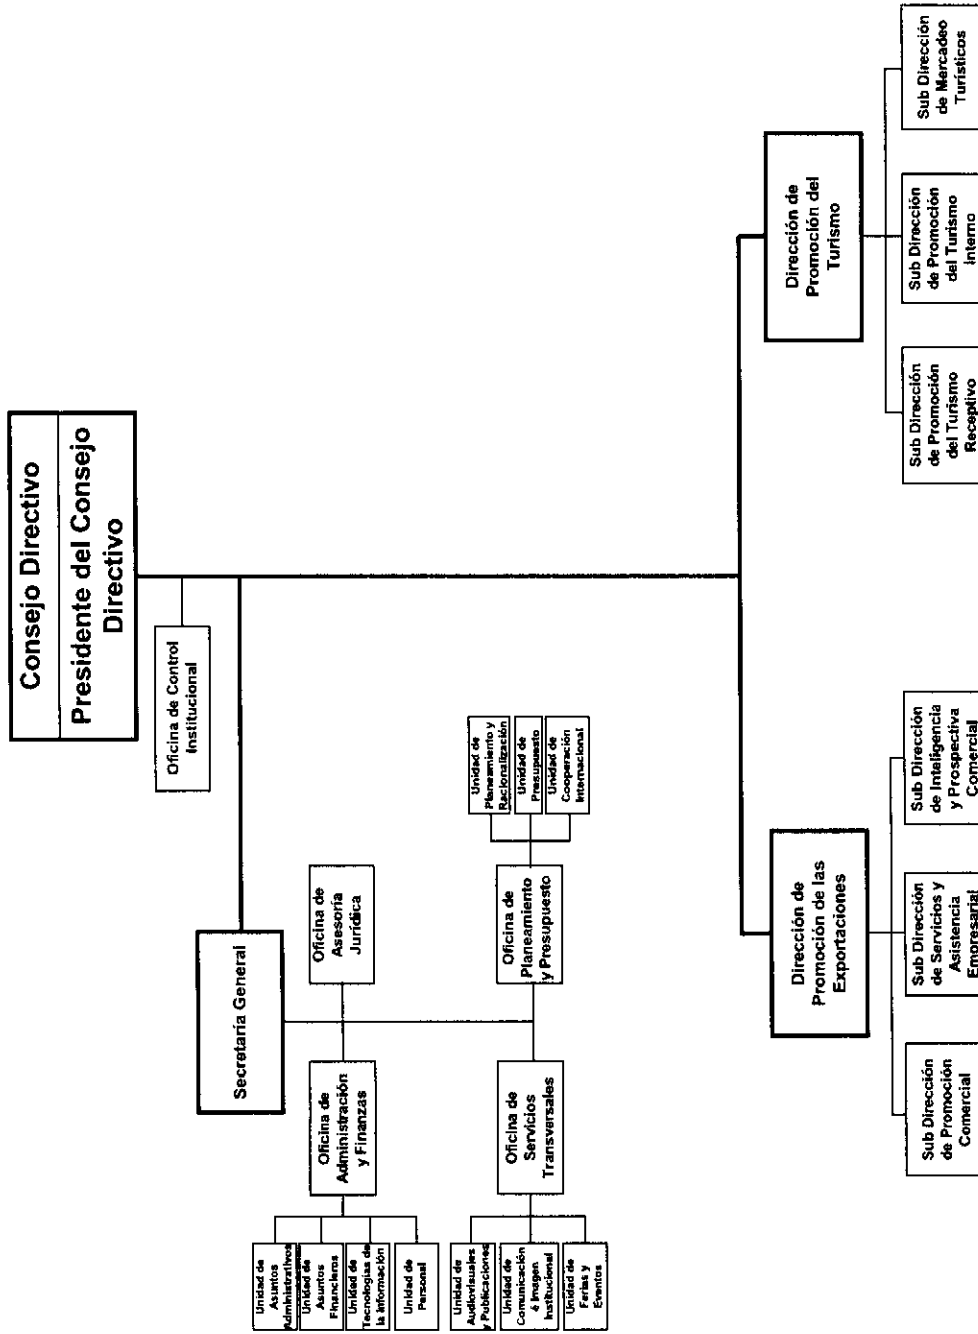 Consejo Directivo
Presidente del Consejo
Directivo
Oficina de Control
Institucional
Secretaría General
Oficina de
Asesoría
Jurídica
Oficina de
Administración
y Finanzas
Unidad de
Asuntos
Administrativos
Unidad de
Asuntos
Financieros
Unidad de
Tecnologías de
la Información
Unidad de
Personal
Oficina de
Planeamiento
y Presupuesto
Unidad de
Planeamiento y
Racionalización
Unidad de
Presupuesto
Unidad de
Cooperación
Internacional
Oficina de
Servicios
Transversales
Unidad de
Audiovisuales
y Publicaciones
Unidad de
Comunicación
é Imagen
Institucional
Unidad de
Ferias y
Eventos
Dirección de
Promoción de las
Exportaciones
Sub Dirección
de Promoción
Comercial
Sub Dirección
de Servicios y
Asistencia
Empresarial
Sub Dirección
de Inteligencia
y Prospectiva
Comercial
Dirección de
Promoción del
Turismo
Sub Dirección
de Promoción
del Turismo
Receptivo
Sub Dirección
de Promoción
del Turismo
Interno
Sub Dirección
de Mercadeo
Turísticos